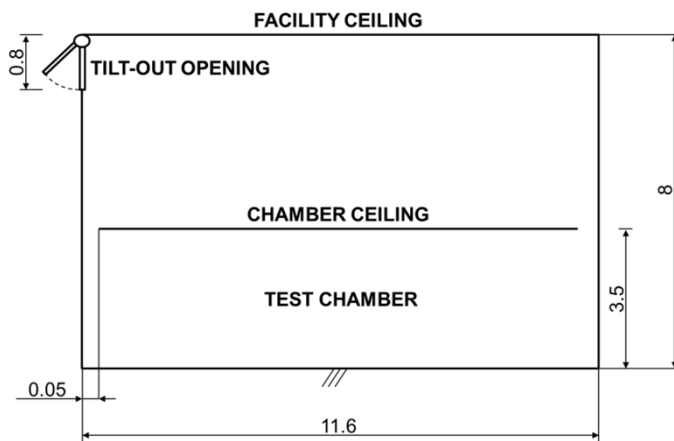 FACILITY CEILING
0.8
TILT-OUT OPENING
8
CHAMBER CEILING
TEST CHAMBER
3.5
0.05
11.6